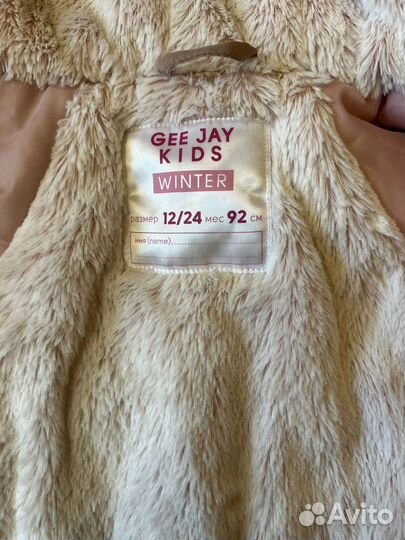 GEE JAY
KIDS
WINTER
размер 12/24 мес 92 см
имя (name)
Avito